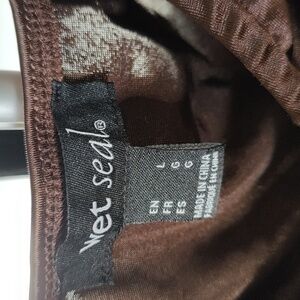 wet seal®
EN L
FR G
ES G
MADE IN CHINA